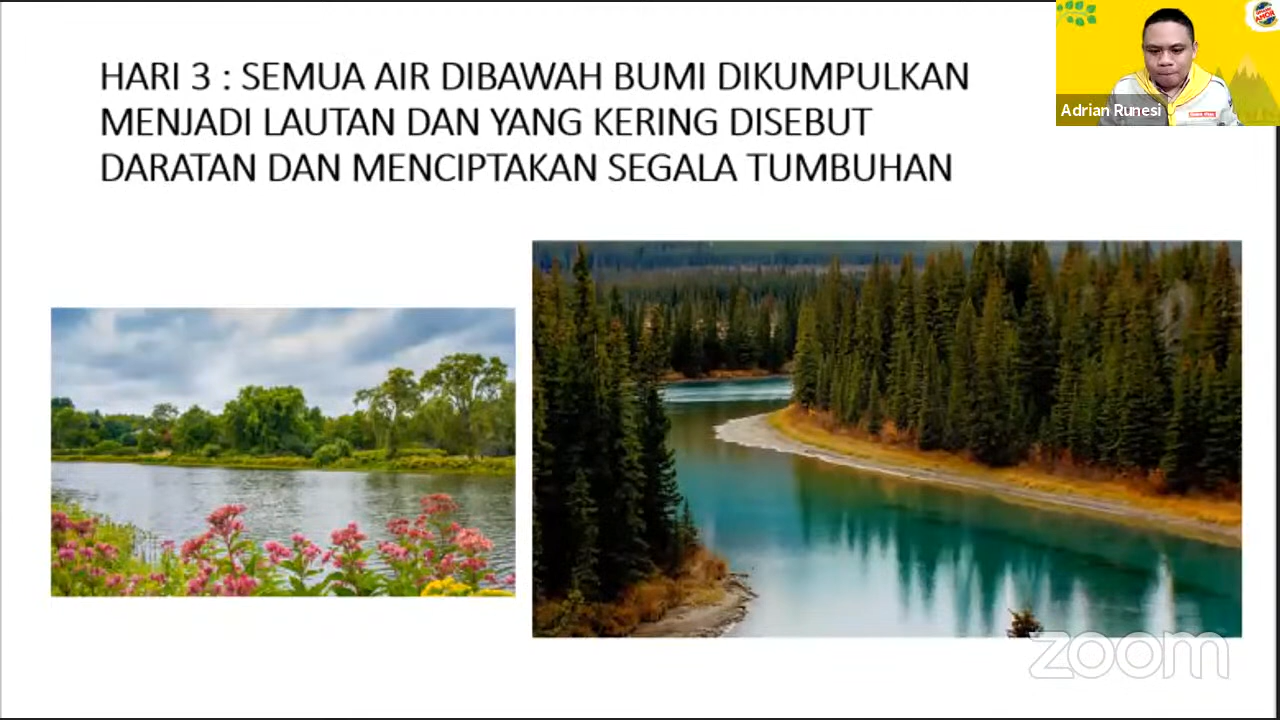 HARI 3 : SEMUA AIR DIBAWAH BUMI DIKUMPULKAN
MENJADI LAUTAN DAN YANG KERING DISEBUT
DARATAN DAN MENCIPTAKAN SEGALA TUMBUHAN
Adrian Runesi
zoom